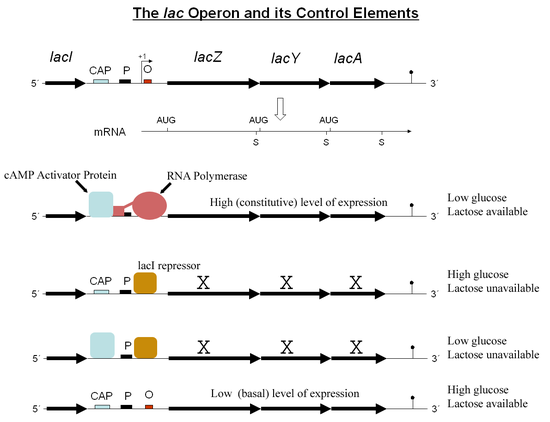 The lac Operon and its Control Elements
lacI lacZ lacY lacA
CAP P +1 O
5´ 3´
AUG AUG AUG
mRNA
S S S
cAMP Activator Protein RNA Polymerase
High (constitutive) level of expression
Low glucose
Lactose available
5´ 3´
lacI repressor
CAP P X X X
High glucose
Lactose unavailable
5´ 3´
P X X X
Low glucose
Lactose unavailable
5´ 3´
CAP P O
Low (basal) level of expression
High glucose
Lactose available
5´ 3´